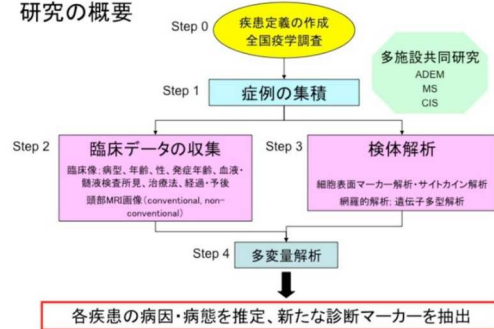 研究の概要
Step 0
疾患定義の作成
全国疫学調査
多施設共同研究
ADEM
MS
CIS
Step 1
症例の集積
Step 2
臨床データの収集
臨床像:病型、年齢、性、発症年齢、血液・
髄液検査所見、治療法、経過・予後
頭部MRI画像(conventional, non-
conventional)
Step 3
検体解析
細胞表面マーカー解析・サイトカイン解析
網羅的解析: 遺伝子多型解析
Step 4
多変量解析
各疾患の病因・病態を推定、新たな診断マーカーを抽出